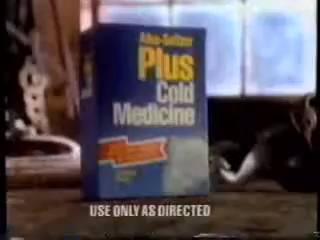 Alka-Seltzer
Plus
Cold
Medicine
USE ONLY AS DIRECTED